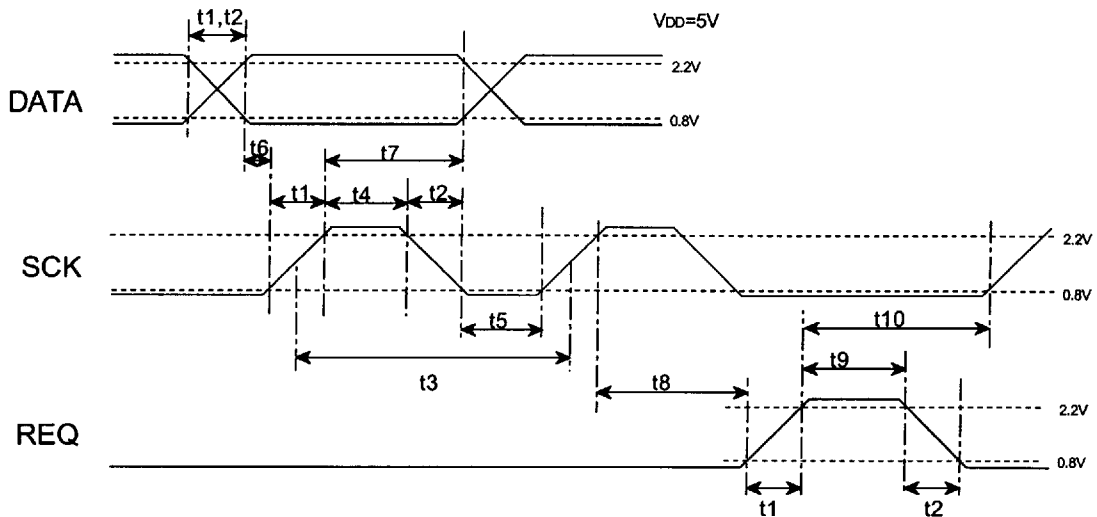 t1,t2
VDD=5V
2.2V
DATA
0.8V
t6
t7
t1
t4
t2
2.2V
SCK
0.8V
t5
t10
t3
t8
t9
2.2V
REQ
0.8V
t1
t2